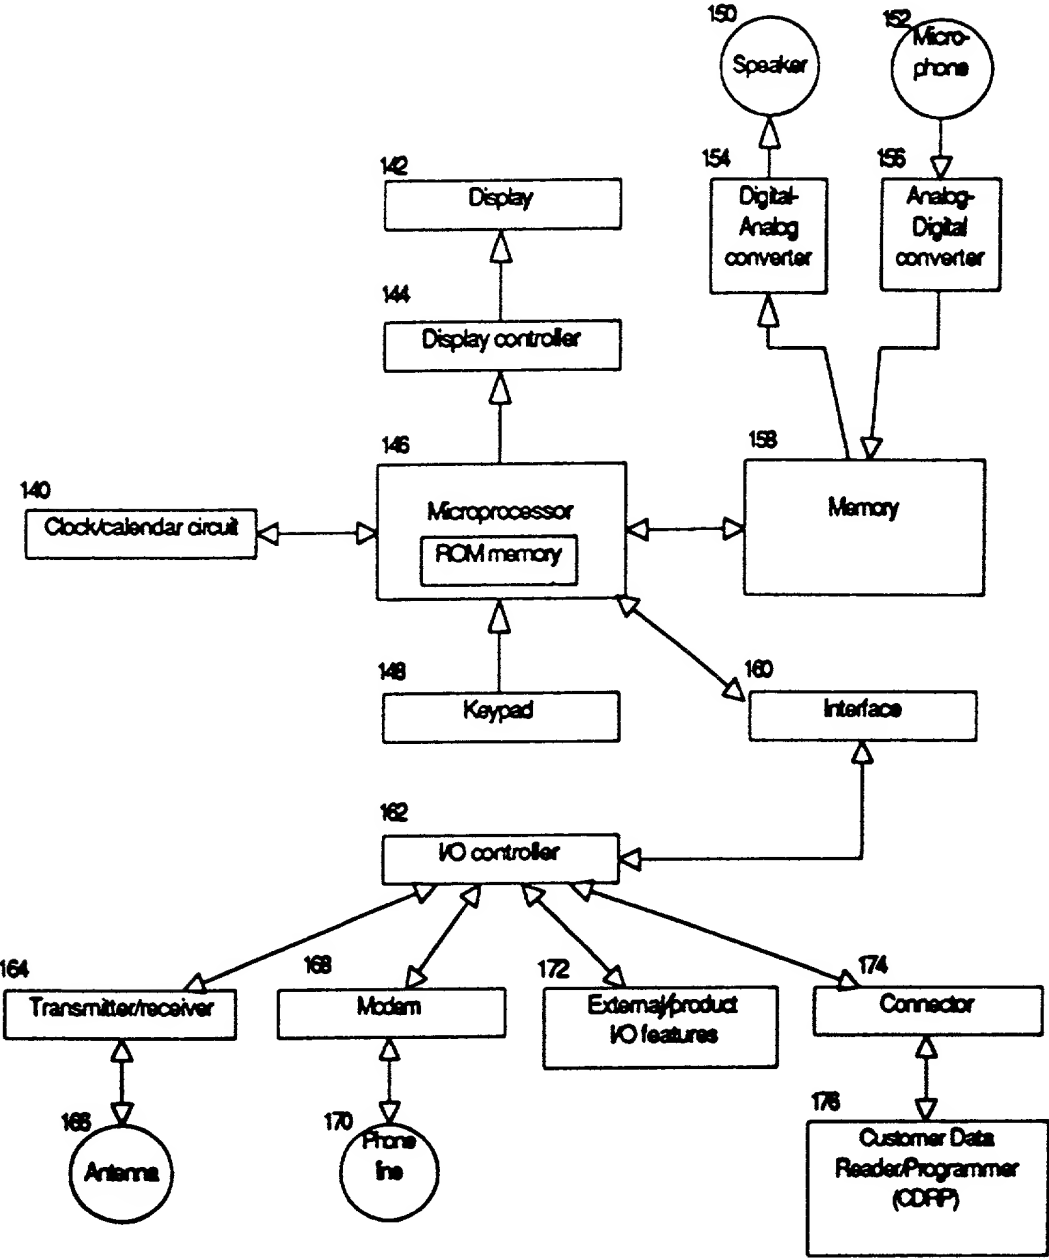 150
152
Speaker
Micro-
phone
142
154
156
Display
Digital-
Analog
converter
Analog-
Digital
converter
144
Display controller
146
158
Microprocessor
ROM memory
Memory
140
Clock/calendar circuit
148
Keypad
160
Interface
162
I/O controller
164
Transmitter/receiver
168
Modem
172
External/product
I/O features
174
Connector
166
Antenna
170
Phone
line
176
Customer Data
Reader/Programmer
(CDRP)